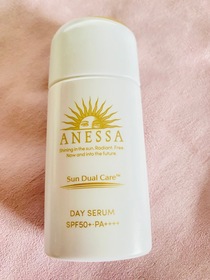 ANESSA
Shining in the sun. Radiant. Free.
Now and into the future.
Sun Dual Care™
DAY SERUM
SPF50+・PA++++